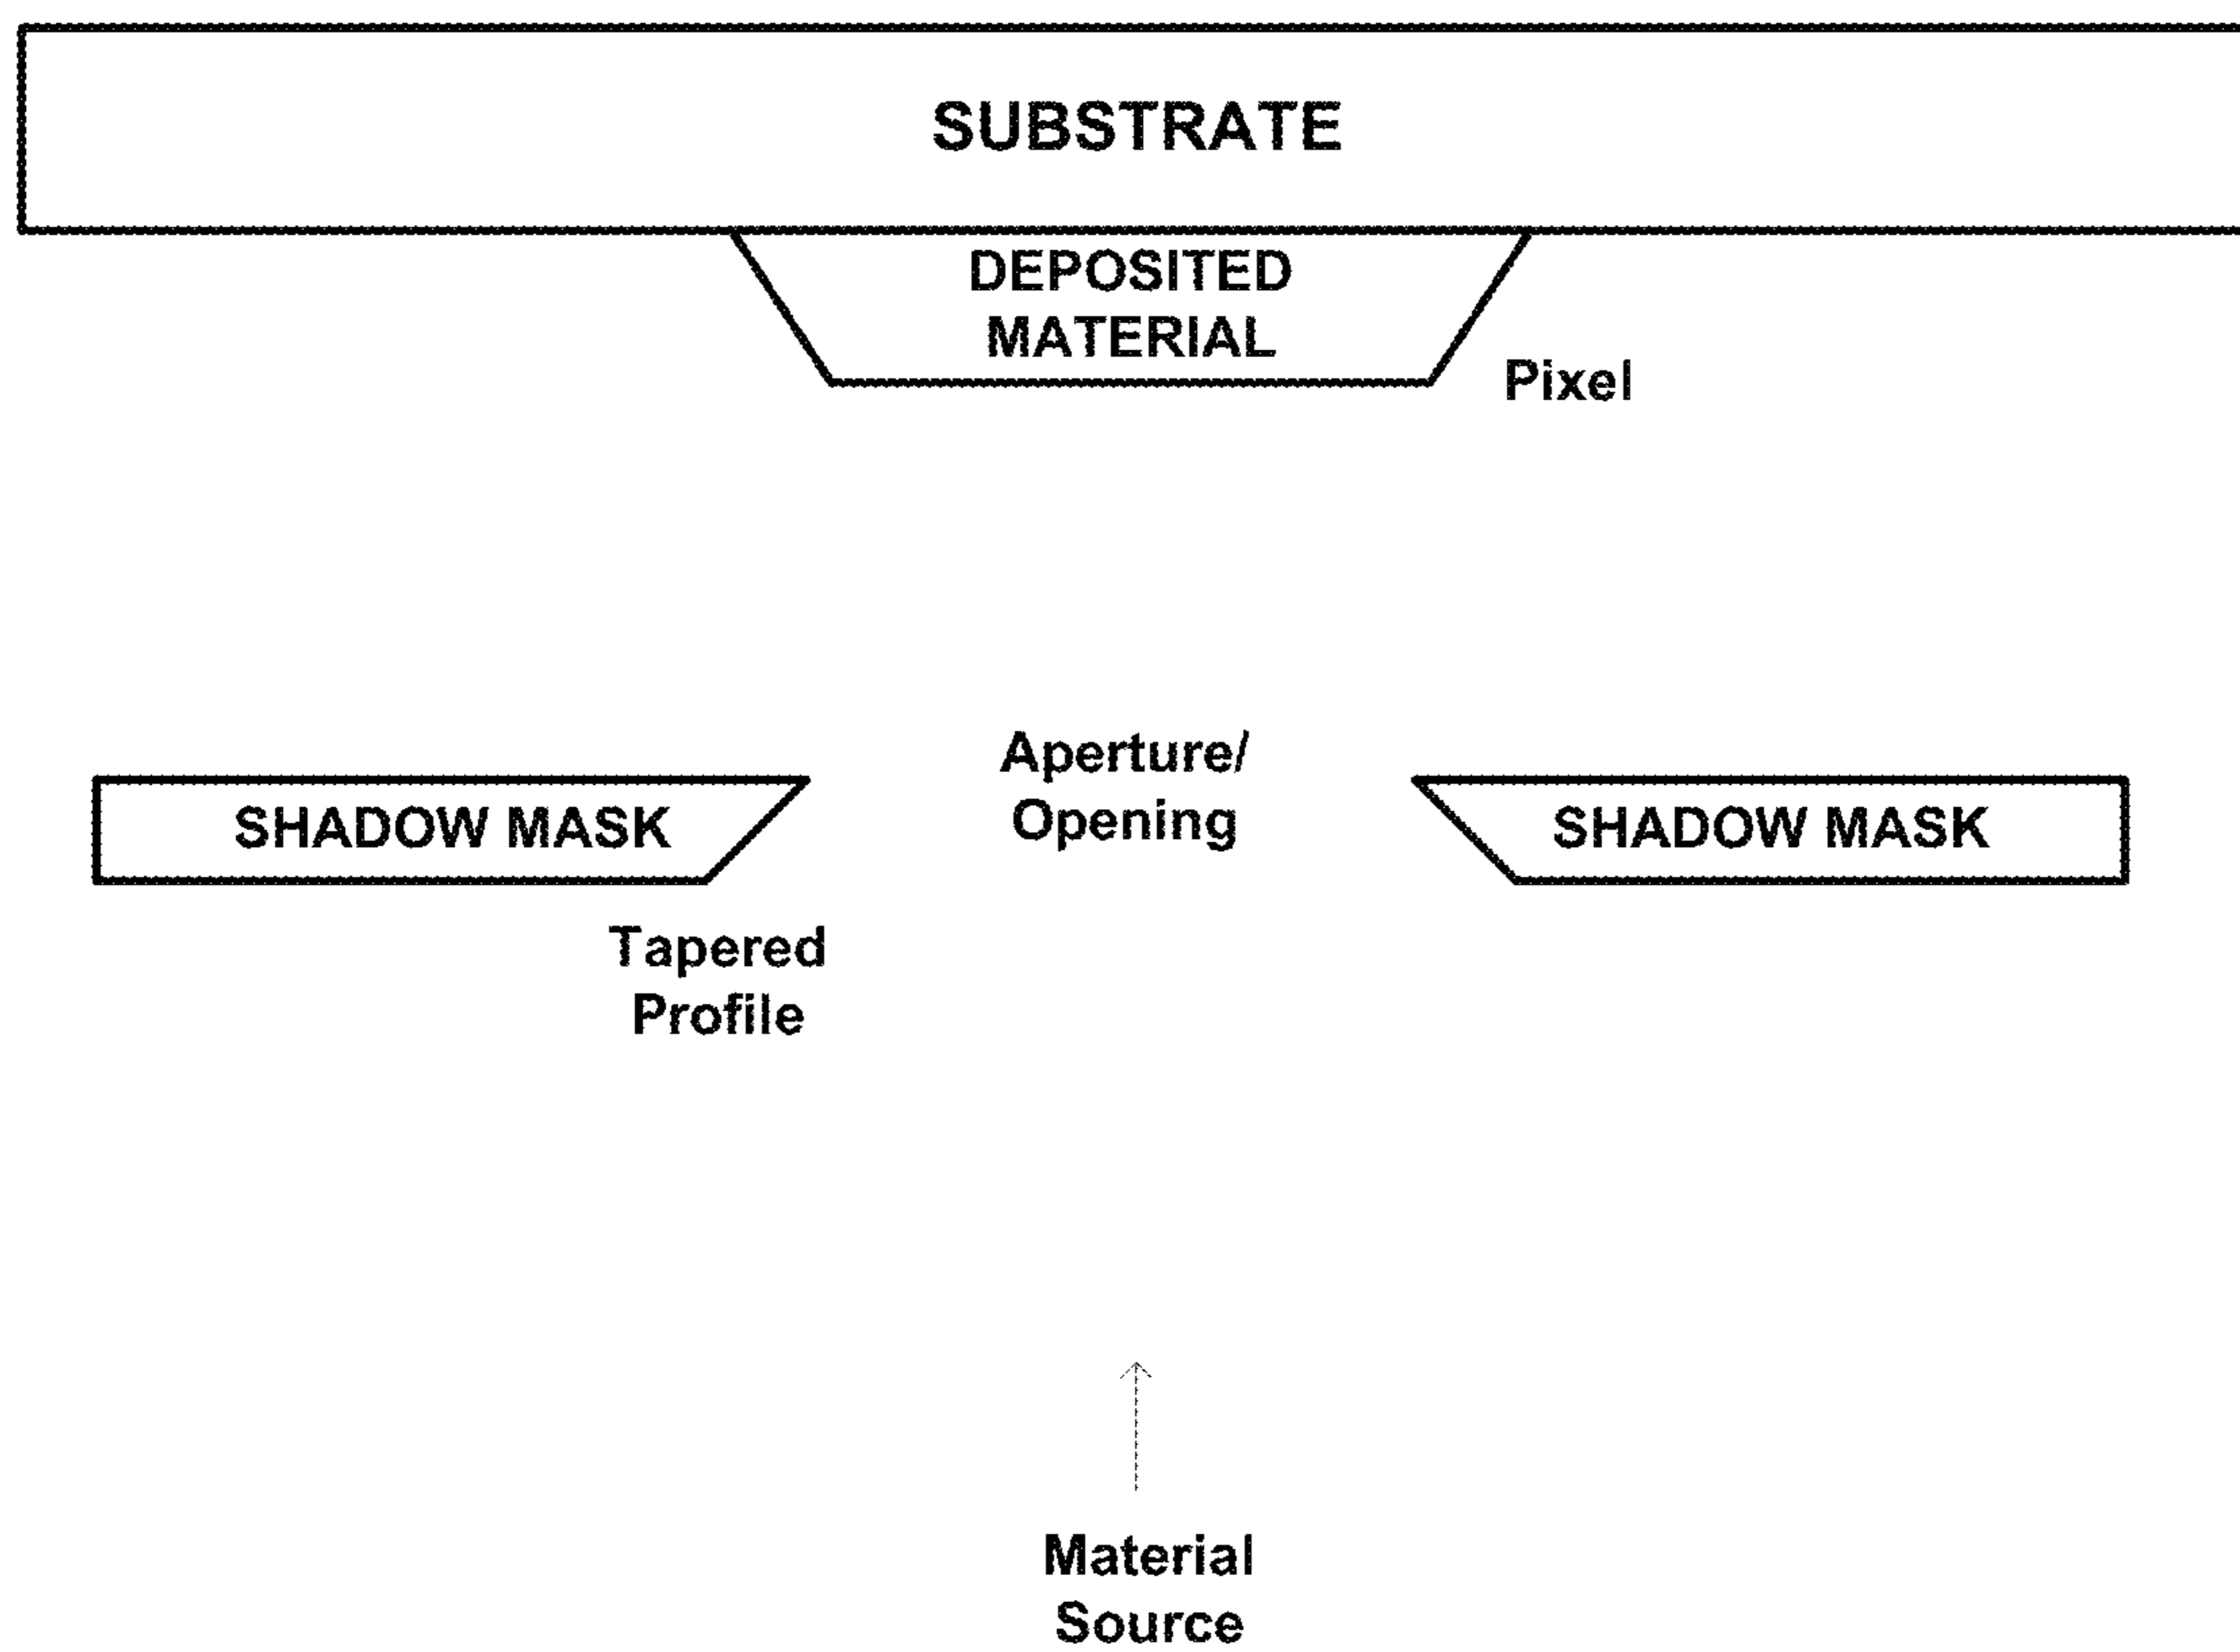 SUBSTRATE
DEPOSITED
MATERIAL
Pixel
Aperture/
Opening
SHADOW MASK
SHADOW MASK
Tapered
Profile
Material
Source